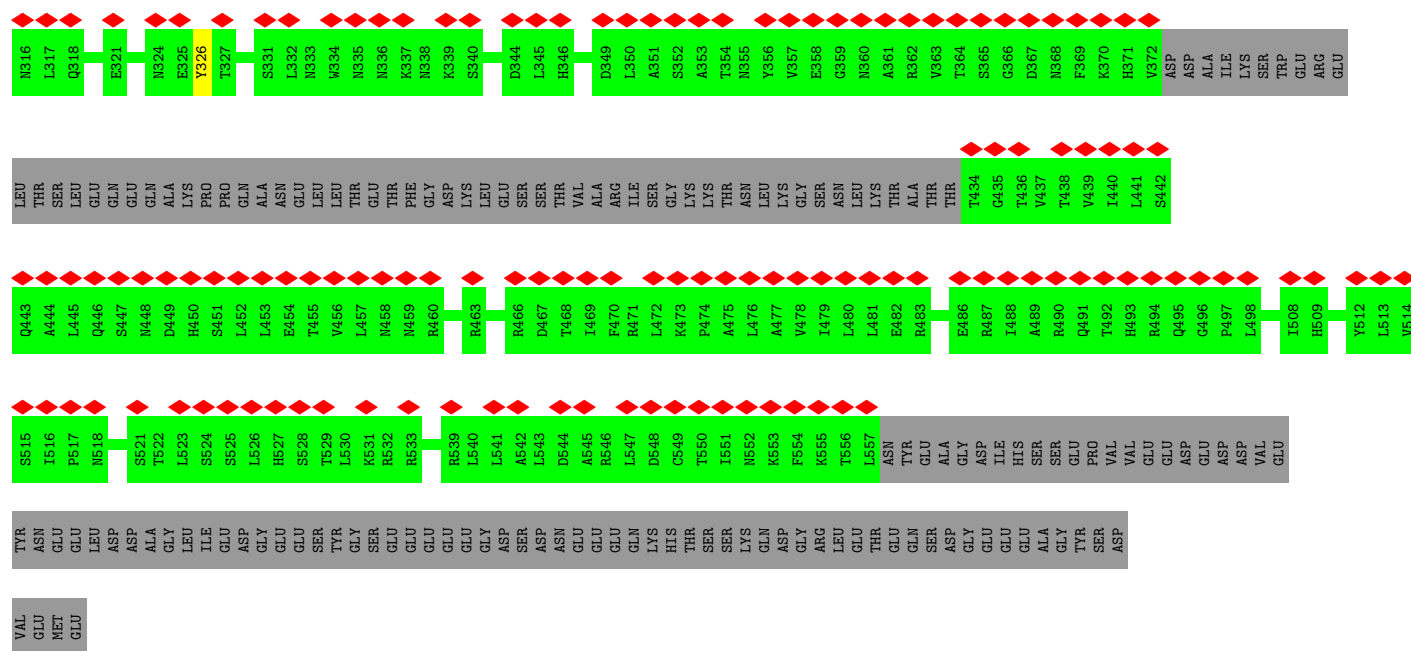 N316 L317 Q318 E321 N324 E325 Y326 T327 S331 L332 N333 W334 N335 N336 K337 N338 K339 S340 D344 L345 H346 D349 L350 A351 S352 A353 T354 N355 Y356 V357 E358 G359 N360 A361 R362 V363 T364 S365 G366 D367 N368 F369 K370 H371 V372 ASP ASP ALA ILE LYS SER TRP GLU ARG GLU
LEU THR SER LEU GLU GLN GLU GLN ALA LYS PRO PRO GLN ALA ASN GLU LEU LEU THR GLU THR PHE GLY ASP LYS LEU GLU SER SER THR VAL ALA ARG ILE SER GLY LYS LYS THR ASN LEU LYS GLY SER ASN LEU LYS THR ALA THR THR T434 G435 T436 V437 T438 V439 I440 L441 S442
Q443 A444 L445 Q446 S447 N448 D449 H450 S451 L452 L453 E454 T455 V456 L457 N458 N459 R460 R463 R466 D467 T468 I469 F470 R471 L472 K473 P474 A475 L476 A477 V478 I479 L480 L481 E482 R483 E486 R487 I488 A489 R490 Q491 T492 H493 R494 Q495 G496 P497 L498 I508 H509 Y512 L513 V514
S515 I516 P517 N518 S521 T522 L523 S524 S525 L526 H527 S528 T529 L530 K531 R532 R533 R539 L540 L541 A542 L543 D544 A545 R546 L547 D548 C549 T550 I551 N552 K553 F554 K555 T556 L557 ASN TYR GLU ALA GLY ASP ILE HIS SER SER GLU PRO VAL VAL GLU GLU ASP GLU ASP ASP VAL GLU
TYR ASN GLU GLU LEU ASP ASP ALA GLY LEU ILE GLU ASP GLY GLU GLU SER TYR GLY SER GLU GLU GLU GLU GLU GLY ASP SER ASP ASN GLU GLU GLU GLN LYS HIS THR SER SER LYS GLN ASP GLY ARG LEU GLU THR GLU GLN SER ASP GLY GLU GLU GLU ALA GLY TYR SER ASP
VAL GLU MET GLU